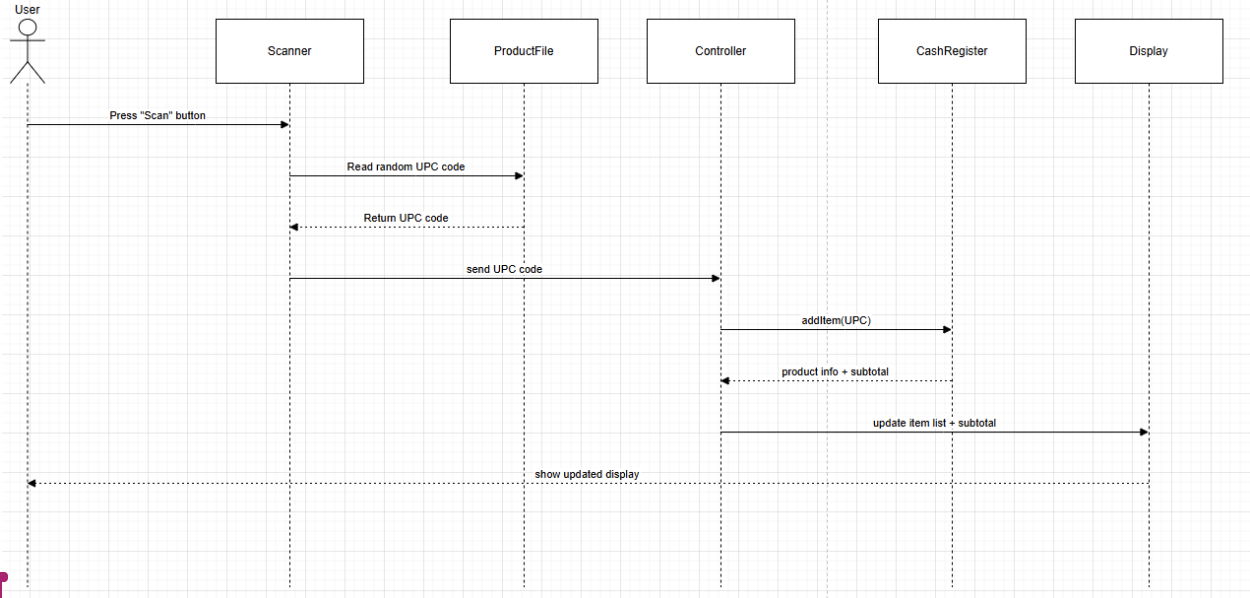 User
Scanner
ProductFile
Controller
CashRegister
Display
Press "Scan" button
Read random UPC code
Return UPC code
send UPC code
addItem(UPC)
product info + subtotal
update item list + subtotal
show updated display